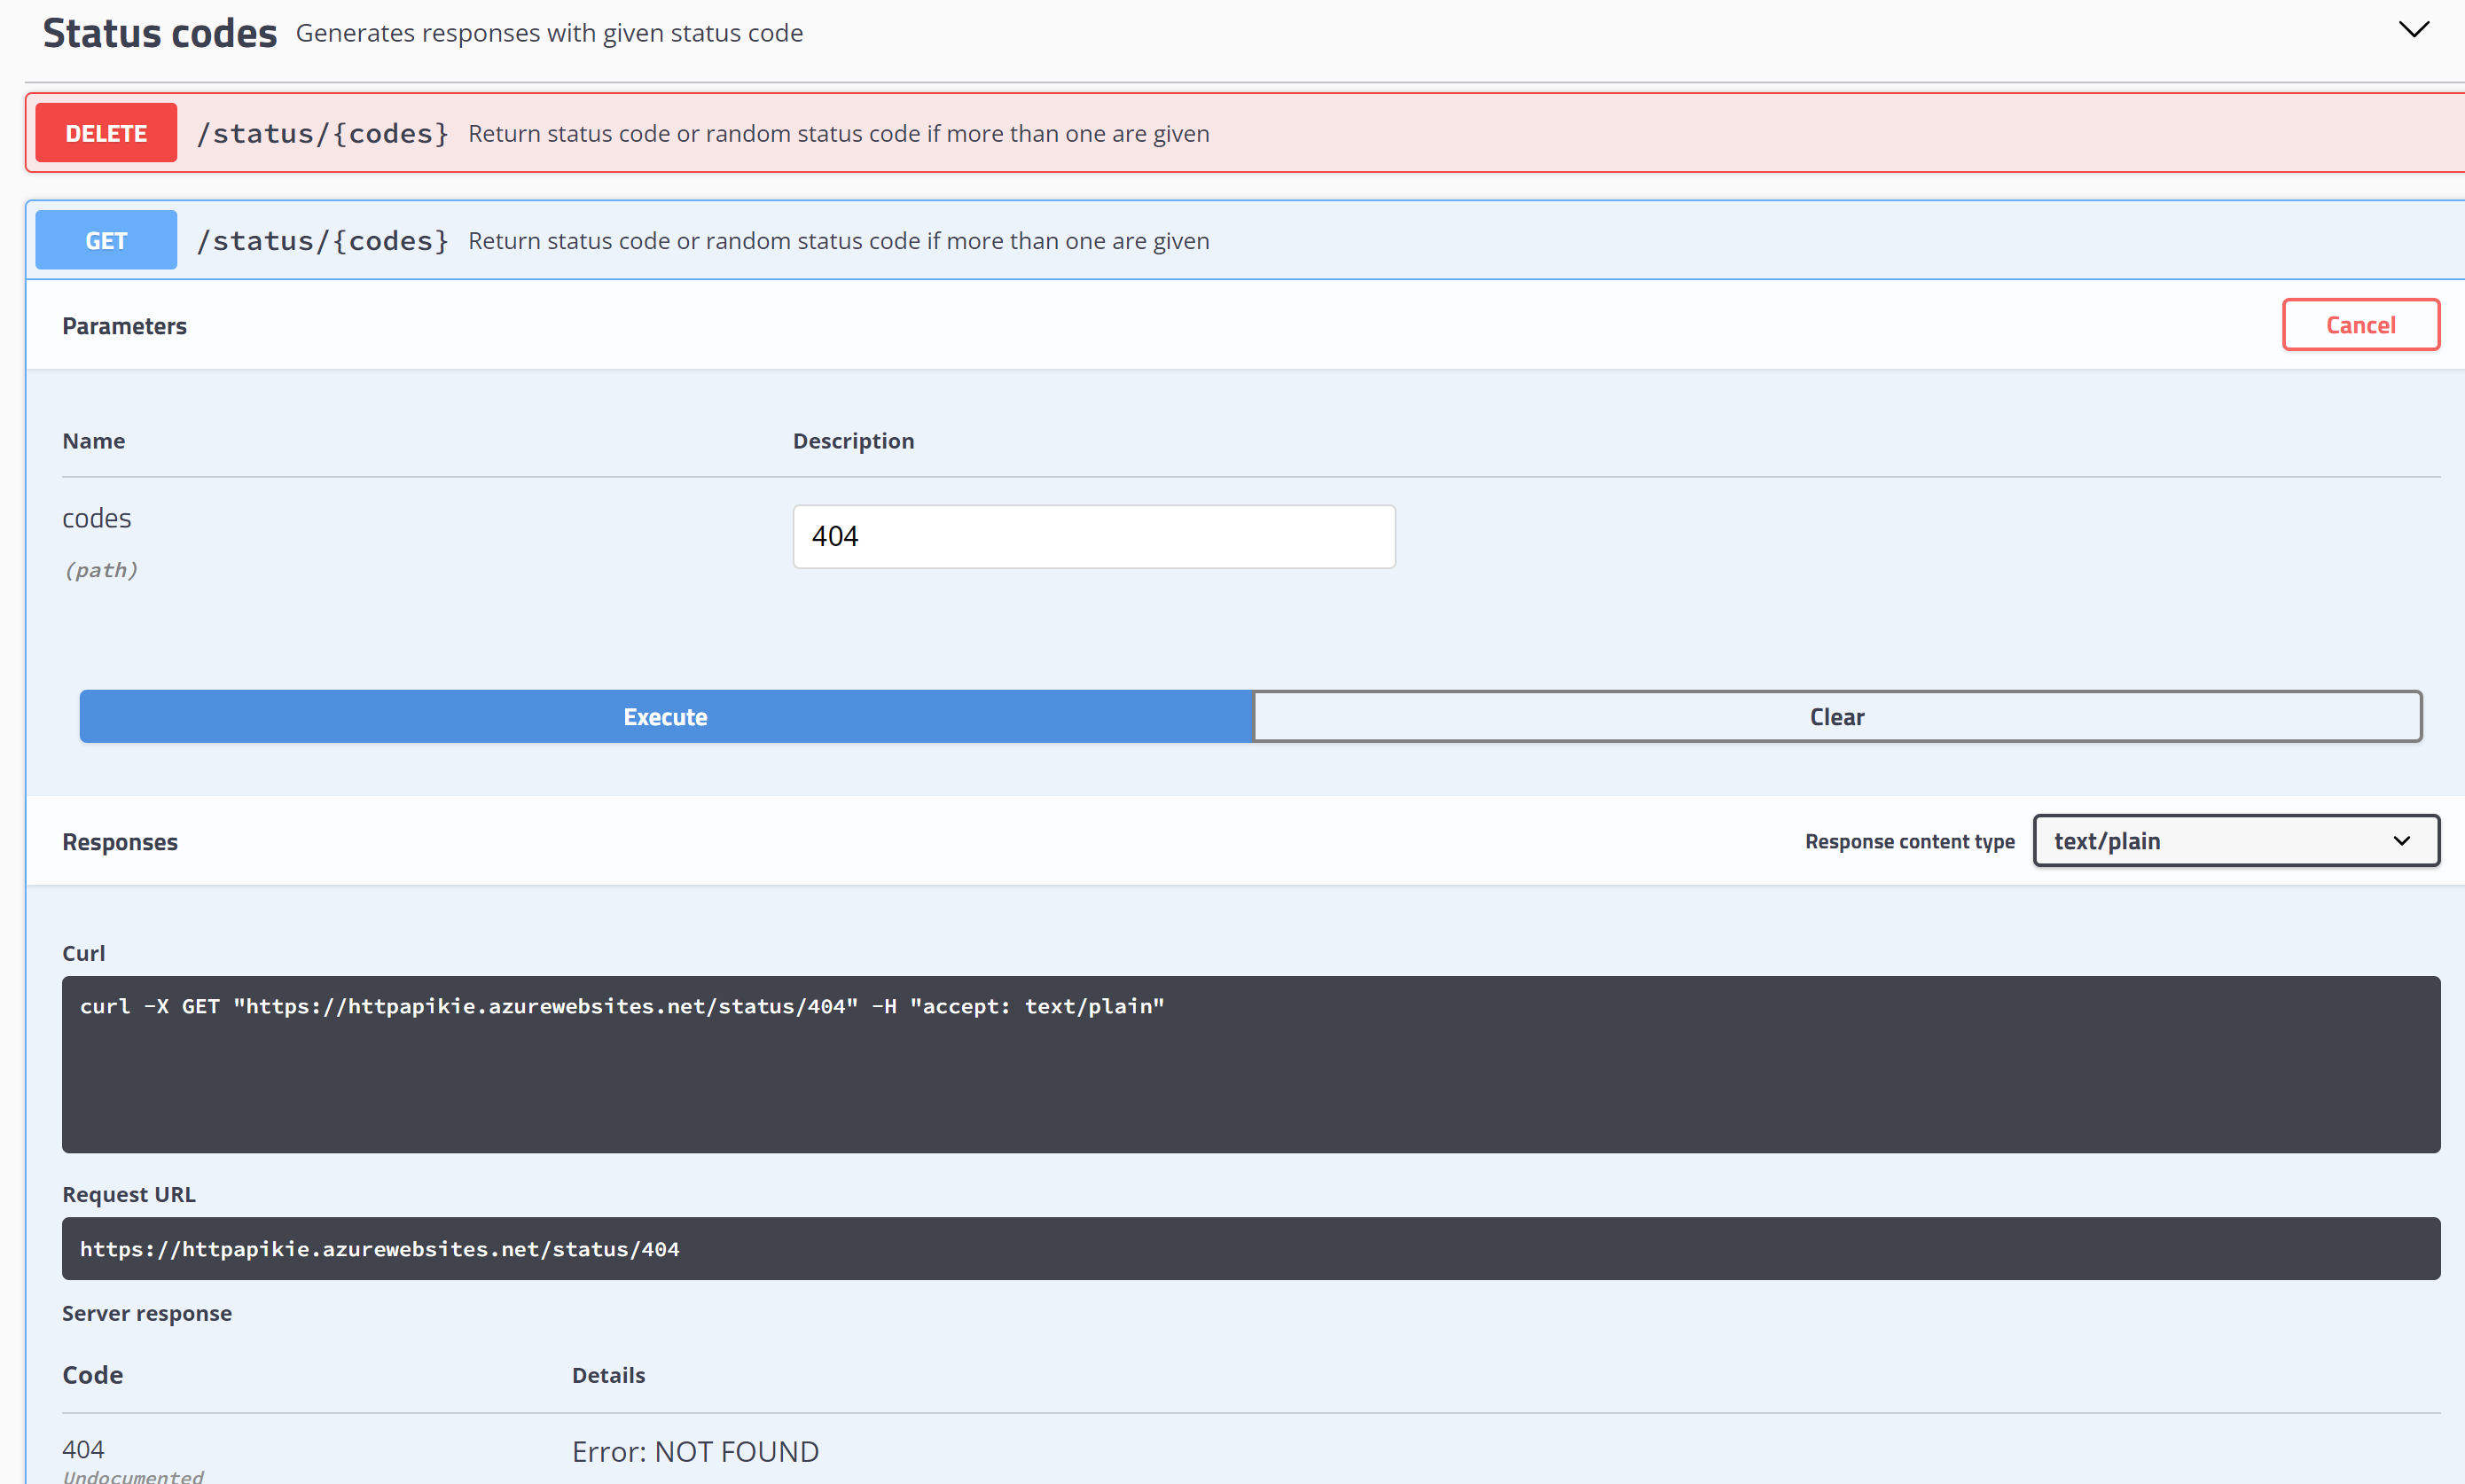 Status codes Generates responses with given status code
DELETE /status/{codes} Return status code or random status code if more than one are given
GET /status/{codes} Return status code or random status code if more than one are given
Parameters Cancel
Name Description
codes 404
(path)
Execute Clear
Responses Response content type text/plain
Curl
curl -X GET "https://httpapikie.azurewebsites.net/status/404" -H "accept: text/plain"
Request URL
https://httpapikie.azurewebsites.net/status/404
Server response
Code Details
404 Error: NOT FOUND
Undocumented